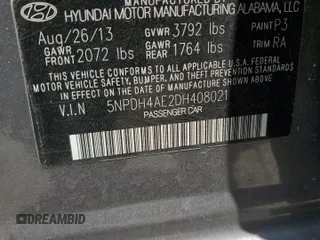 MANUFACTURED BY
HYUNDAI MOTOR MANUFACTURING ALABAMA, LLC
Aug/26/13 GVWR 3792 lbs PAINT P3
GAWR FRONT 2072 lbs GAWR REAR 1764 lbs TRIM RA
THIS VEHICLE CONFORMS TO ALL APPLICABLE U.S.A. FEDERAL
MOTOR VEHICLE SAFETY, BUMPER, AND THEFT PREVENTION
STANDARDS IN EFFECT ON THE DATE OF MANUFACTURE SHOWN ABOVE.
V.I.N 5NPDH4AE2DH408021
PASSENGER CAR
DREAMBID